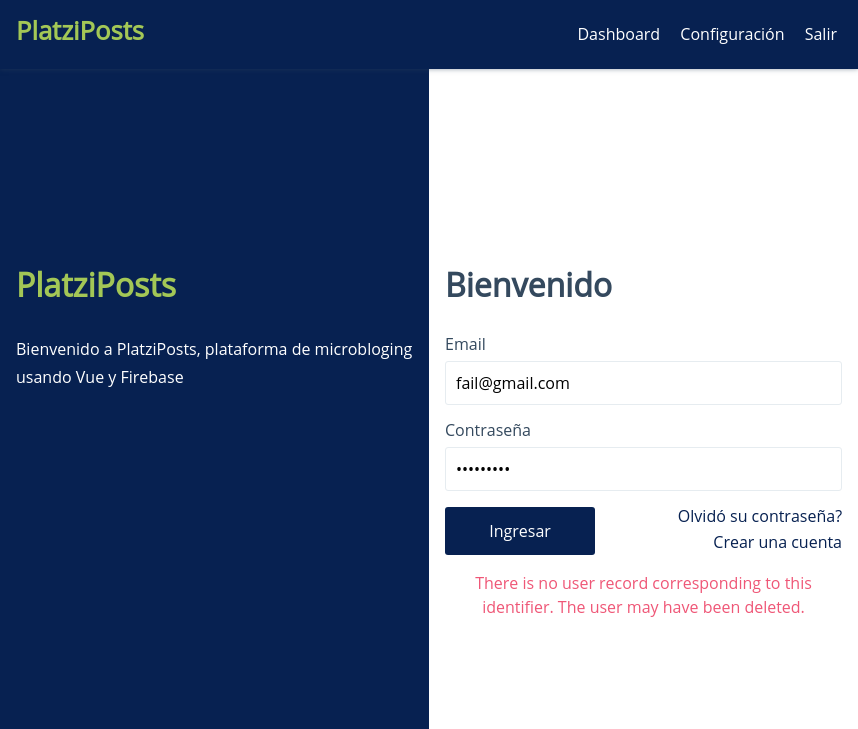 PlatziPosts
Dashboard Configuración Salir
PlatziPosts
Bienvenido a PlatziPosts, plataforma de microbloging
usando Vue y Firebase
Bienvenido
Email
fail@gmail.com
Contraseña
•••••••••
Ingresar
Olvidó su contraseña?
Crear una cuenta
There is no user record corresponding to this
identifier. The user may have been deleted.